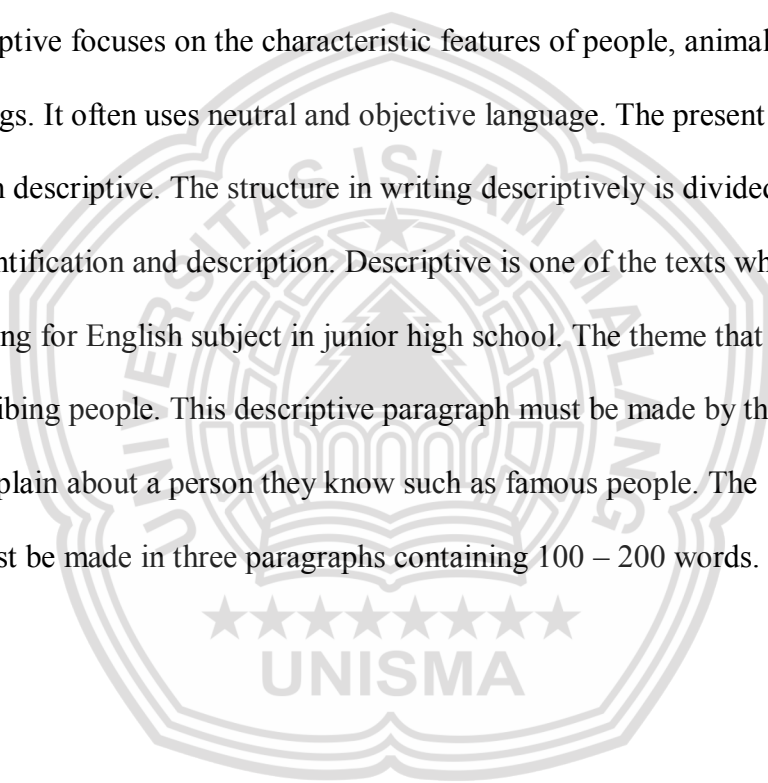 ptive focuses on the characteristic features of people, animal
gs. It often uses neutral and objective language. The present
n descriptive. The structure in writing descriptively is divided
ntification and description. Descriptive is one of the texts wh
ng for English subject in junior high school. The theme that
ibing people. This descriptive paragraph must be made by th
plain about a person they know such as famous people. The
st be made in three paragraphs containing 100 – 200 words.
UNIVERSITAS ISLAM MALANG
UNISMA